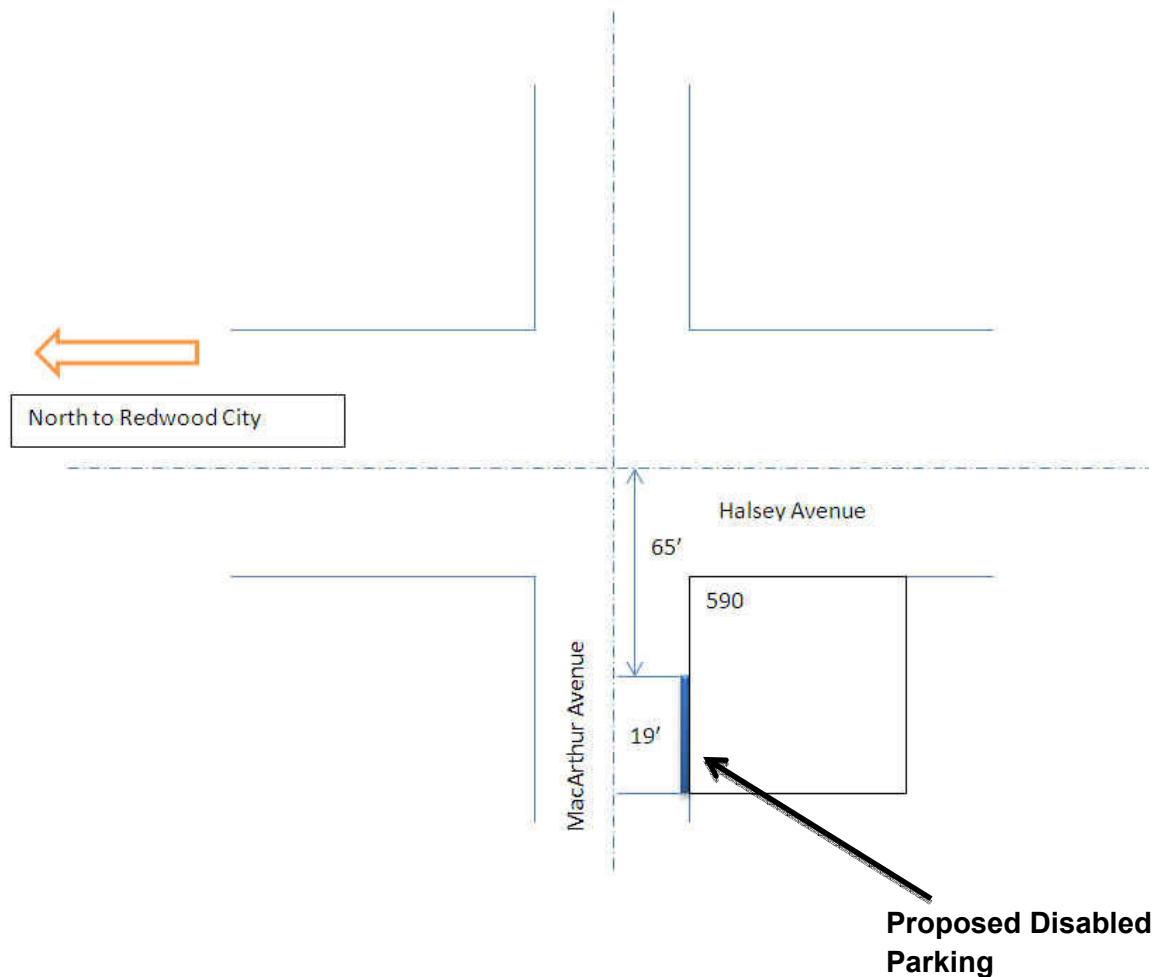 North to Redwood City
Halsey Avenue
65′
590
MacArthur Avenue
19′
Proposed Disabled
Parking